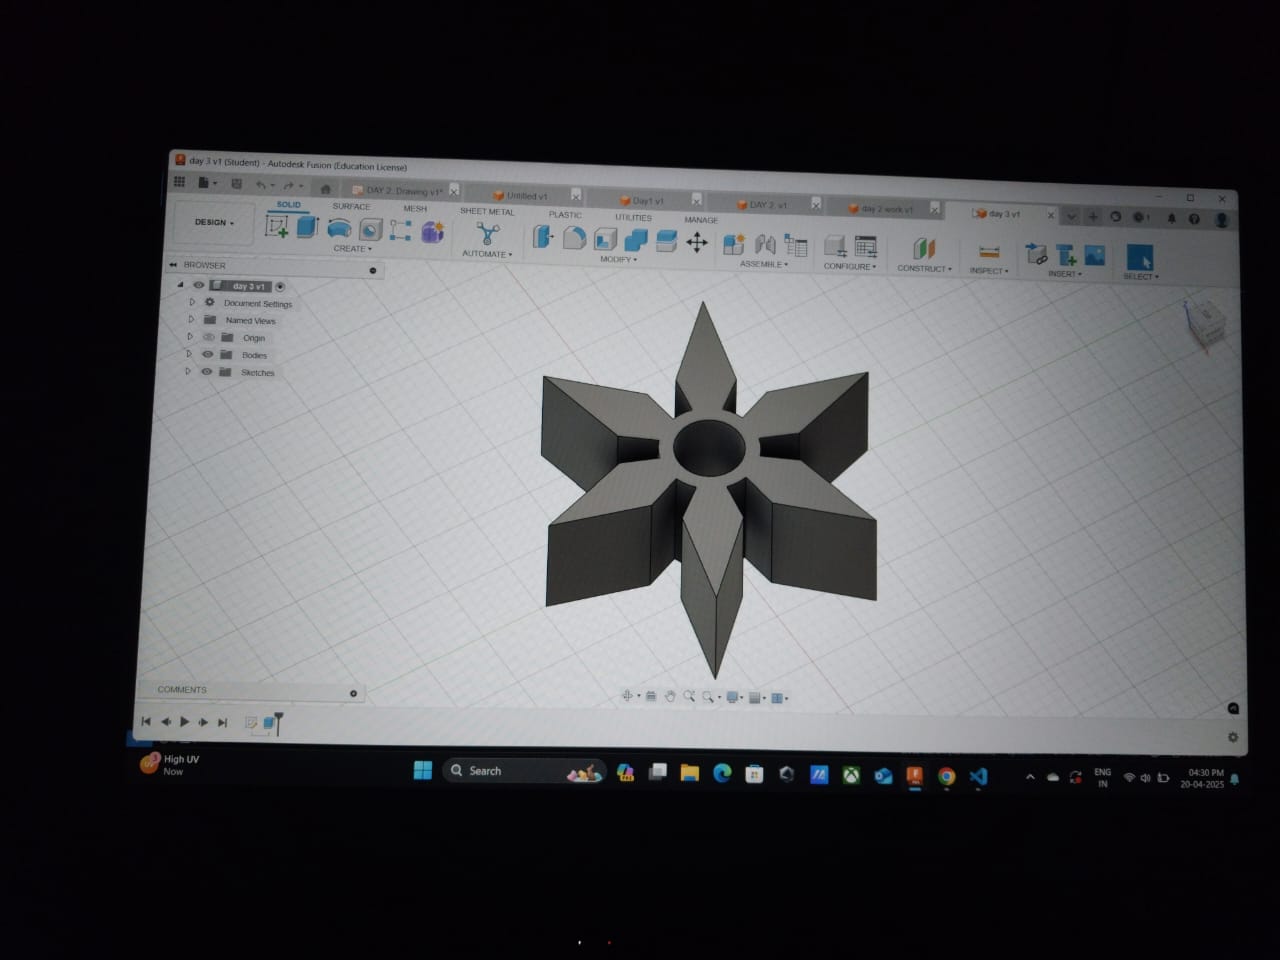 day 3 v1 (Student) - Autodesk Fusion (Education License)
DAY 2. Drawing v1*
Untitled v1
Day1 v1
DAY 2. v1
day 2 work v1
day 3 v1
DESIGN
SOLID
SURFACE
MESH
SHEET METAL
PLASTIC
UTILITIES
MANAGE
CREATE
AUTOMATE
MODIFY
ASSEMBLE
CONFIGURE
CONSTRUCT
INSPECT
INSERT
SELECT
BROWSER
day 3 v1
Document Settings
Named Views
Origin
Bodies
Sketches
COMMENTS
High UV
Now
Search
ENG
IN
04:30 PM
20-04-2025